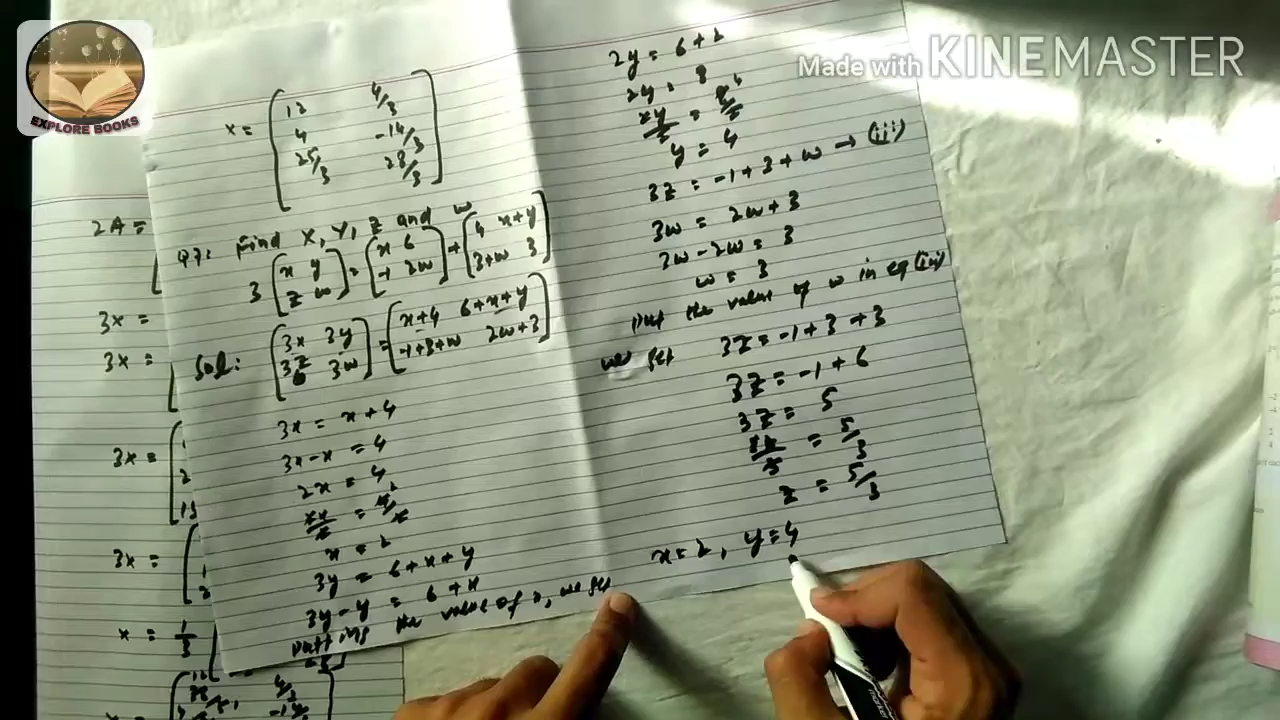 EXPLORE BOOKS
Made with KINEMASTER
x = [ 12 4/3
4 -14/3
25/3 28/3 ]
Q7: Find X, Y, Z and W
3 [ x y = [ x 6 + [ 4 x+y
z w ] -1 2w ] 3+w 3 ]
Sol: [ 3x 3y = [ x+4 6+x+y
3z 3w ] -1+3+w 2w+3 ]
3x = x + 4
3x - x = 4
2x = 4
x = 2
3y = 6 + x + y
3y - y = 6 + x
putting the value of x, we get
2y = 6 + 2
2y = 8
y = 4
3z = -1 + 3 + w → (iii)
3w = 2w + 3
3w - 2w = 3
w = 3
Put the value of w in eq (iii)
we get 3z = -1 + 3 + 3
3z = -1 + 6
3z = 5
z = 5/3
x = 2, y = 4
2A =
3x =
3x =
3x =
3x =
x = 1/3